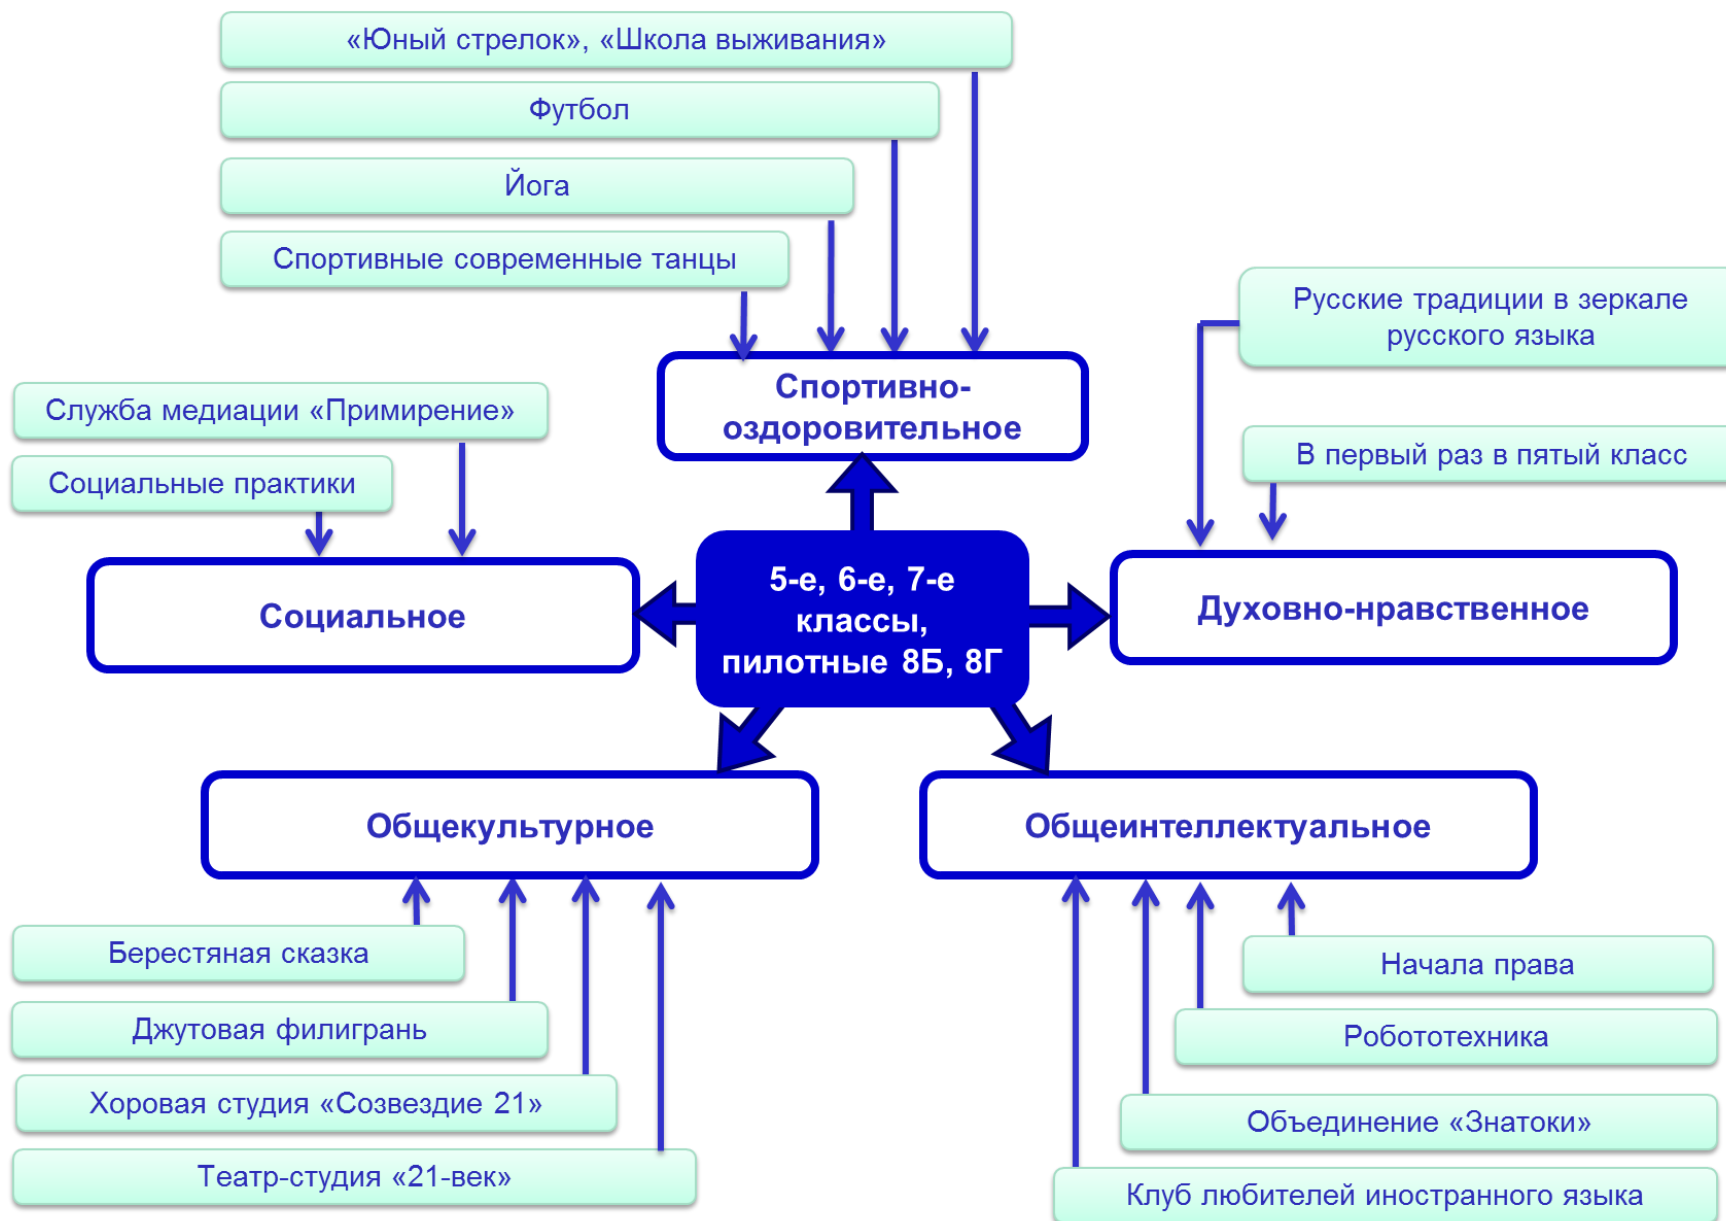 «Юный стрелок», «Школа выживания»
Футбол
Йога
Спортивные современные танцы
Русские традиции в зеркале
русского языка
Спортивно-
оздоровительное
Служба медиации «Примирение»
В первый раз в пятый класс
Социальные практики
5-е, 6-е, 7-е
классы,
пилотные 8Б, 8Г
Социальное
Духовно-нравственное
Общекультурное
Общеинтеллектуальное
Берестяная сказка
Джутовая филигрань
Хоровая студия «Созвездие 21»
Театр-студия «21-век»
Начала права
Робототехника
Объединение «Знатоки»
Клуб любителей иностранного языка